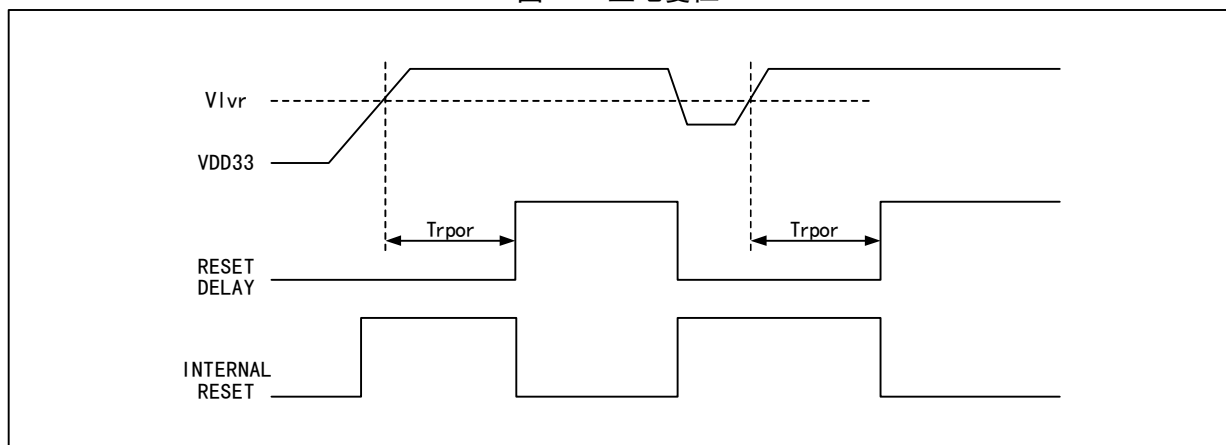 Vlvr
VDD33
Trpor
Trpor
RESET
DELAY
INTERNAL
RESET